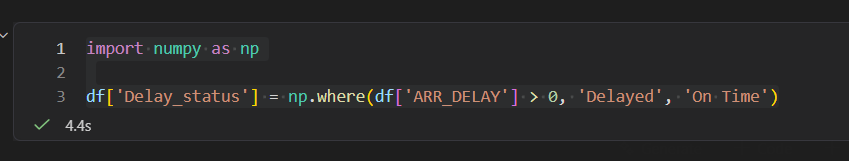 1 import numpy as np
2
3 df['Delay_status'] = np.where(df['ARR_DELAY'] > 0, 'Delayed', 'On Time')
4.4s